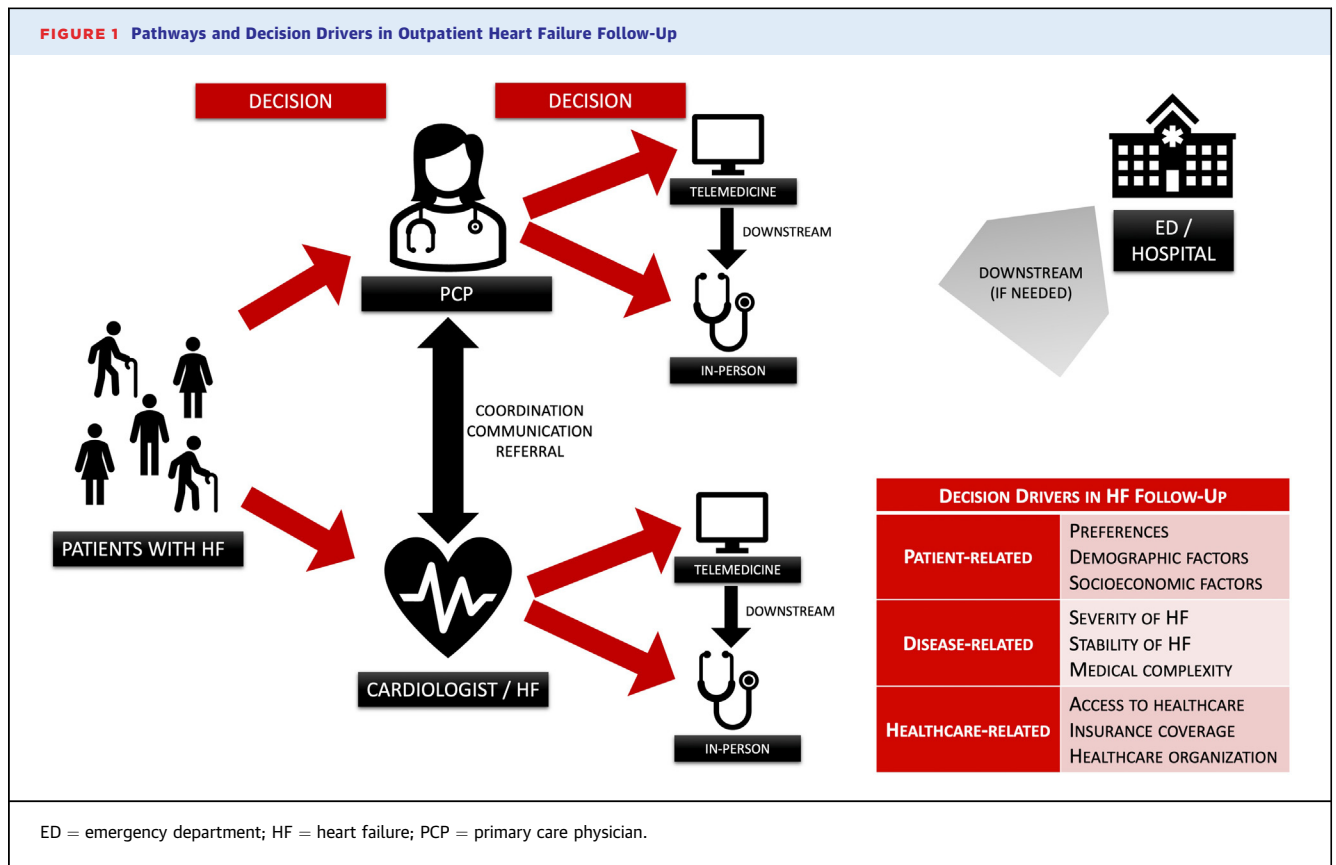 FIGURE 1 Pathways and Decision Drivers in Outpatient Heart Failure Follow-Up
DECISION
DECISION
TELEMEDICINE
DOWNSTREAM
PCP
IN-PERSON
ED /
HOSPITAL
DOWNSTREAM
(IF NEEDED)
COORDINATION
COMMUNICATION
REFERRAL
PATIENTS WITH HF
CARDIOLOGIST / HF
TELEMEDICINE
DOWNSTREAM
IN-PERSON
DECISION DRIVERS IN HF FOLLOW-UP
PATIENT-RELATED
PREFERENCES
DEMOGRAPHIC FACTORS
SOCIOECONOMIC FACTORS
DISEASE-RELATED
SEVERITY OF HF
STABILITY OF HF
MEDICAL COMPLEXITY
HEALTHCARE-RELATED
ACCESS TO HEALTHCARE
INSURANCE COVERAGE
HEALTHCARE ORGANIZATION
ED = emergency department; HF = heart failure; PCP = primary care physician.